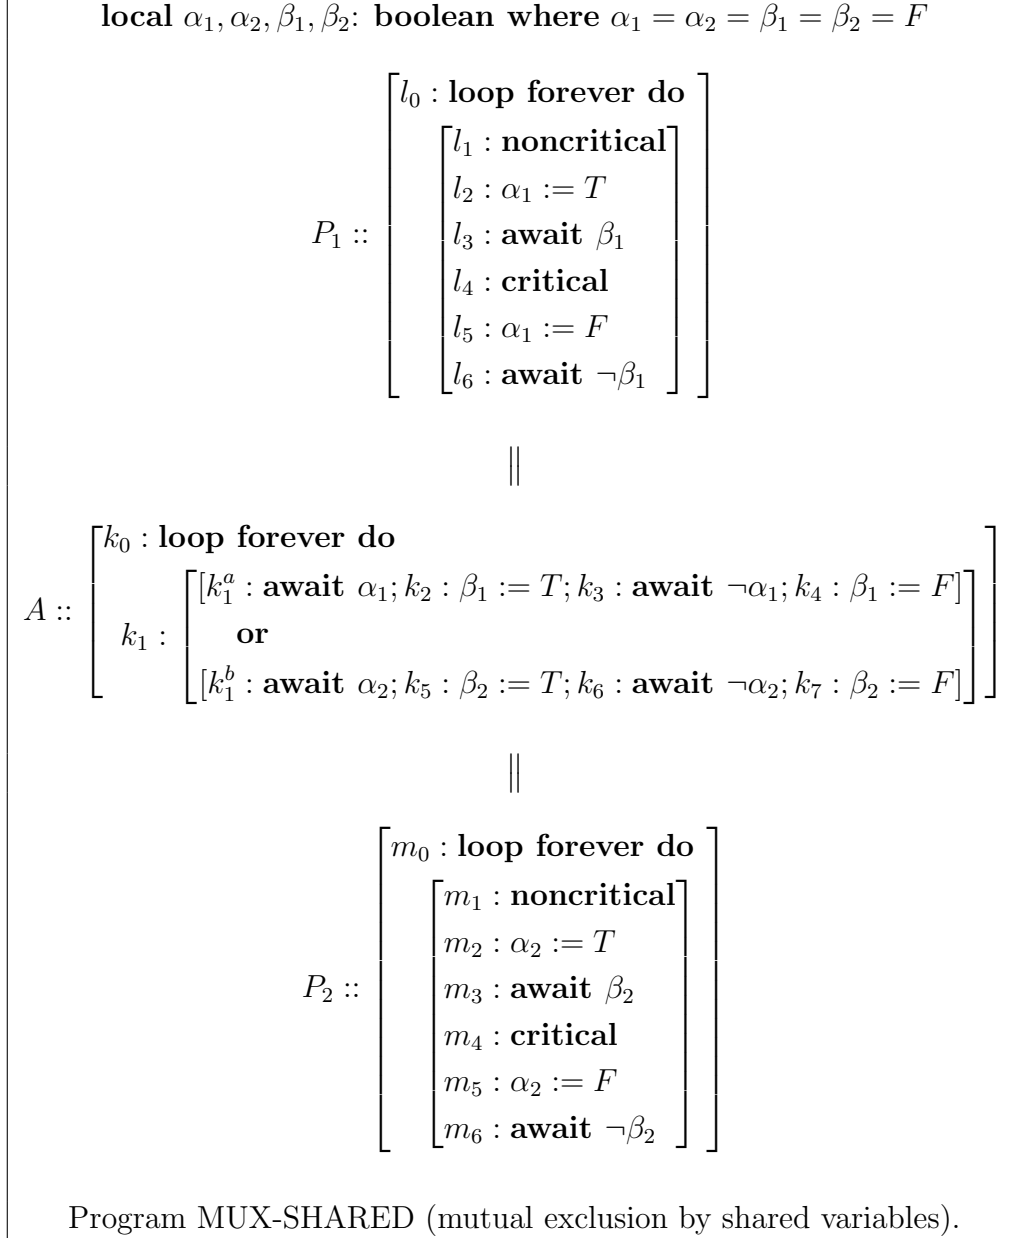 local α₁, α₂, β₁, β₂: boolean where α₁ = α₂ = β₁ = β₂ = F
l₀ : loop forever do
l₁ : noncritical
l₂ : α₁ := T
P₁ ::
l₃ : await β₁
l₄ : critical
l₅ : α₁ := F
l₆ : await ¬β₁
||
k₀ : loop forever do
[k₁ᵃ : await α₁; k₂ : β₁ := T; k₃ : await ¬α₁; k₄ : β₁ := F]
A :: k₁ : or
[k₁ᵇ : await α₂; k₅ : β₂ := T; k₆ : await ¬α₂; k₇ : β₂ := F]
||
m₀ : loop forever do
m₁ : noncritical
m₂ : α₂ := T
P₂ :: m₃ : await β₂
m₄ : critical
m₅ : α₂ := F
m₆ : await ¬β₂
Program MUX-SHARED (mutual exclusion by shared variables).